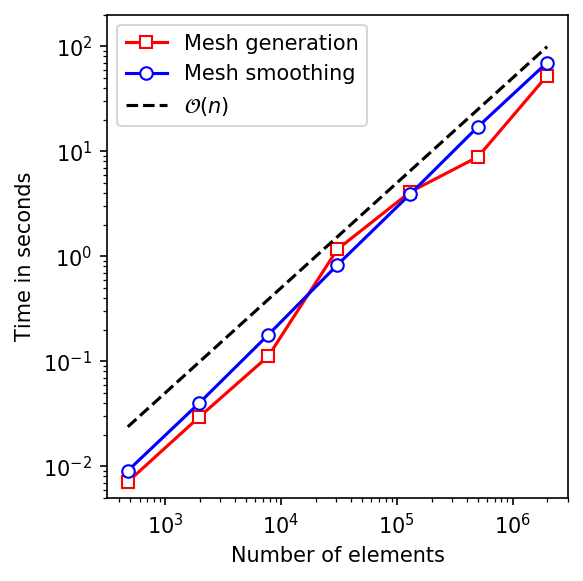 Mesh generation
Mesh smoothing
𝒪(n)
Time in seconds
10²
10¹
10⁰
10⁻¹
10⁻²
10³ 10⁴ 10⁵ 10⁶
Number of elements